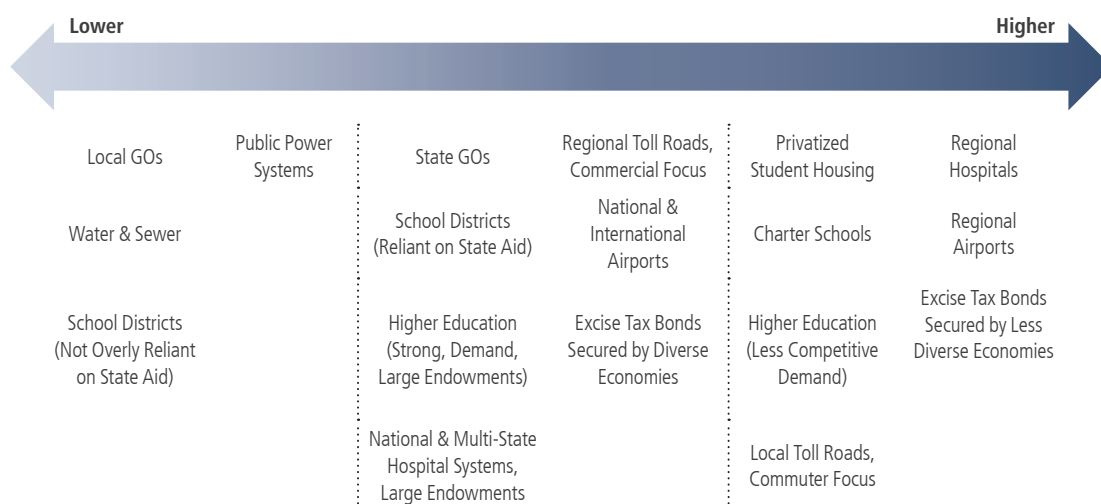 Lower
Higher
Local GOs
Public Power
Systems
State GOs
Regional Toll Roads,
Commercial Focus
Privatized
Student Housing
Regional
Hospitals
Water & Sewer
School Districts
(Reliant on State Aid)
National &
International
Airports
Charter Schools
Regional
Airports
School Districts
(Not Overly Reliant
on State Aid)
Higher Education
(Strong, Demand,
Large Endowments)
Excise Tax Bonds
Secured by Diverse
Economies
Higher Education
(Less Competitive
Demand)
Excise Tax Bonds
Secured by Less
Diverse Economies
National & Multi-State
Hospital Systems,
Large Endowments
Local Toll Roads,
Commuter Focus